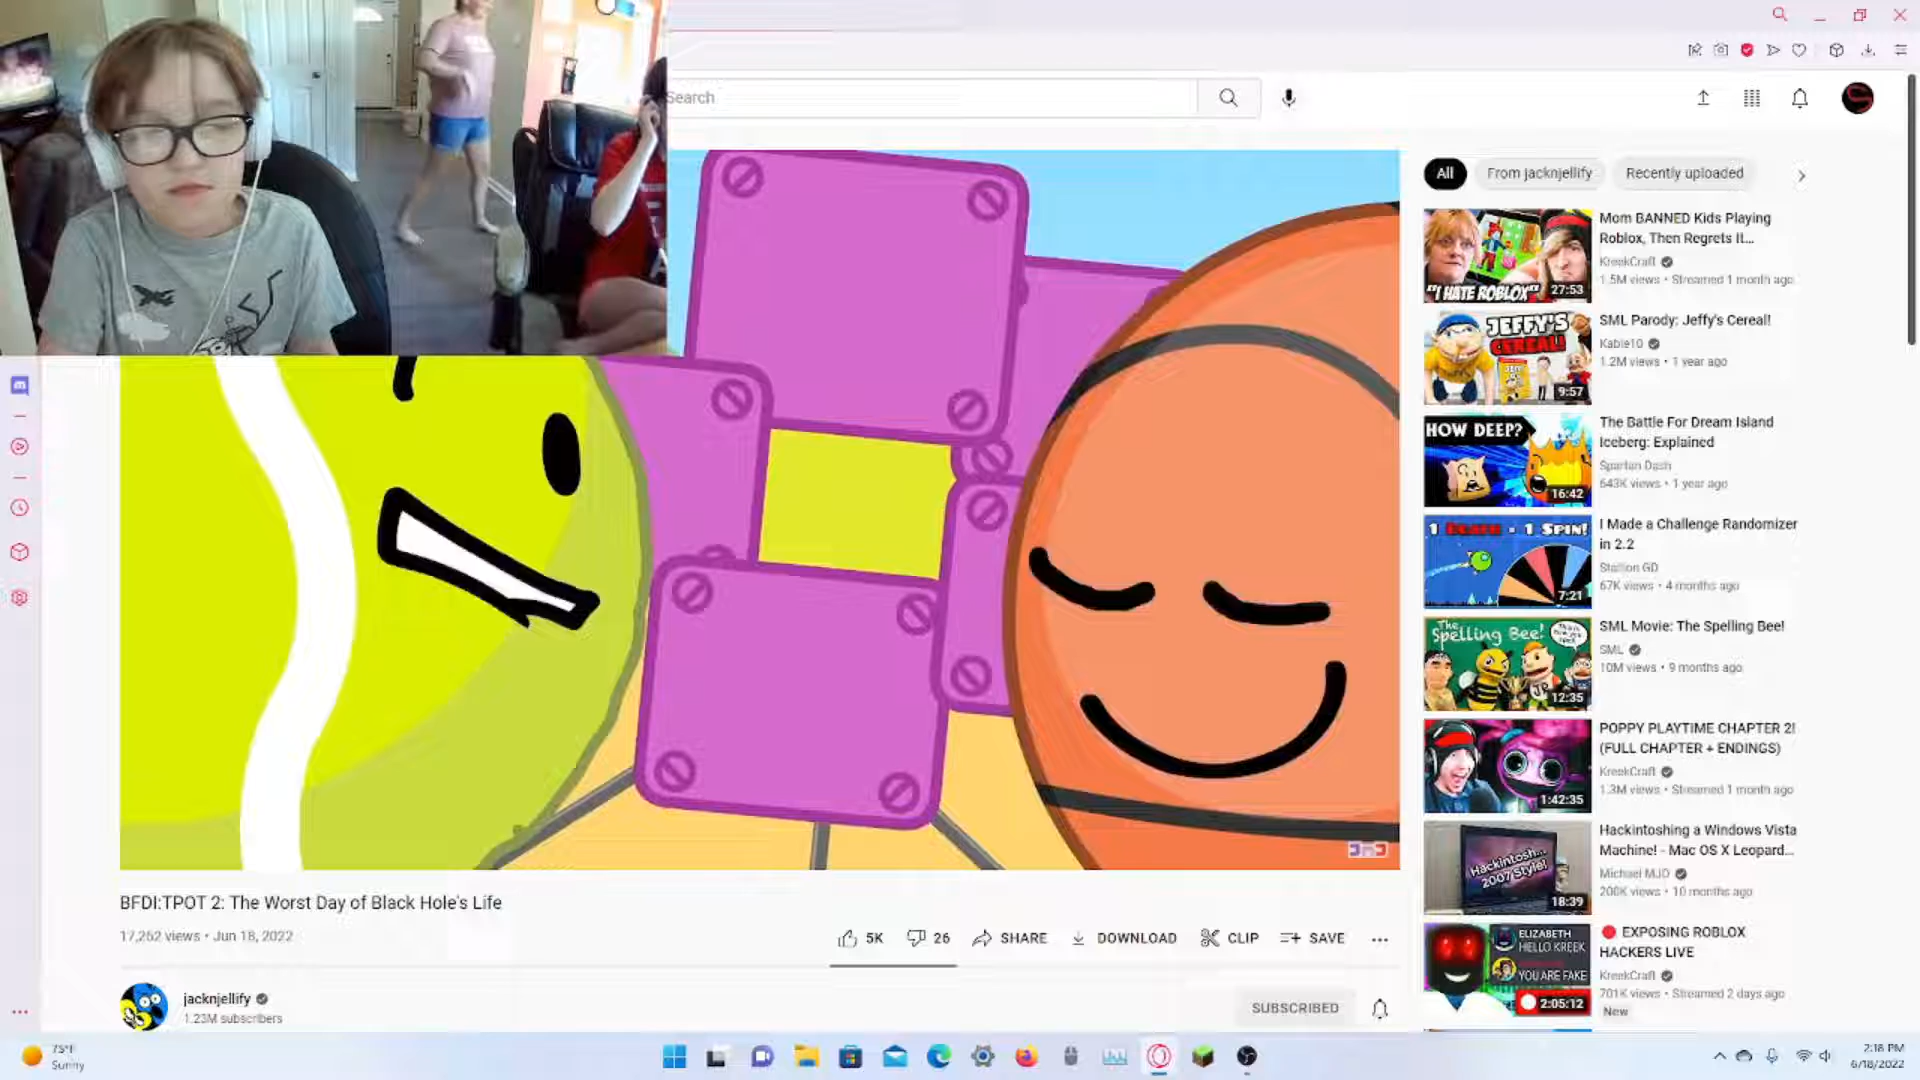 Search
All
From jacknjellify
Recently uploaded
Mom BANNED Kids Playing
Roblox, Then Regrets It...
KreekCraft
1.5M views • Streamed 1 month ago
"I HATE ROBLOX"
27:53
SML Parody: Jeffy's Cereal!
Kable10
1.2M views • 1 year ago
JEFFY'S
CEREAL!
9:57
The Battle For Dream Island
Iceberg: Explained
Spartan Dash
643K views • 1 year ago
HOW DEEP?
16:42
I Made a Challenge Randomizer
in 2.2
Stallion GD
67K views • 4 months ago
1 DEATH = 1 SPIN!
7:21
SML Movie: The Spelling Bee!
SML
10M views • 9 months ago
The
Spelling Bee!
12:35
POPPY PLAYTIME CHAPTER 2!
(FULL CHAPTER + ENDINGS)
KreekCraft
1.3M views • Streamed 1 month ago
1:42:35
Hackintoshing a Windows Vista
Machine! - Mac OS X Leopard...
Michael MJD
200K views • 10 months ago
Hackintosh...
2007 Style!
18:39
EXPOSING ROBLOX
HACKERS LIVE
KreekCraft
701K views • Streamed 2 days ago
New
ELIZABETH
HELLO KREEK
YOU ARE FAKE
2:05:12
BFDI:TPOT 2: The Worst Day of Black Hole's Life
17,262 views • Jun 18, 2022
5K
26
SHARE
DOWNLOAD
CLIP
SAVE
jacknjellify
1.23M subscribers
SUBSCRIBED
75°F
Sunny
2:18 PM
6/18/2022